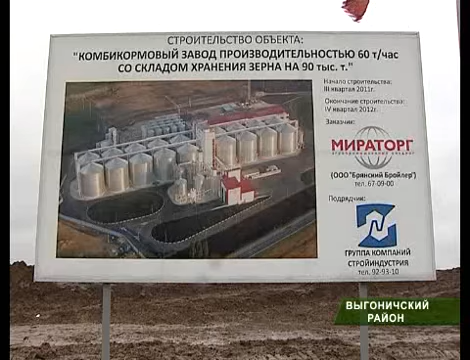 СТРОИТЕЛЬСТВО ОБЪЕКТА:
"КОМБИКОРМОВЫЙ ЗАВОД ПРОИЗВОДИТЕЛЬНОСТЬЮ 60 т/час
СО СКЛАДОМ ХРАНЕНИЯ ЗЕРНА НА 90 тыс. т."
Начало строительства:
III квартал 2011г.
Окончание строительства:
IV квартал 2012г.
Заказчик:
МИРАТОРГ
агропромышленный холдинг
(ООО "Брянский Бройлер")
тел. 67-09-00
Подрядчик:
ГРУППА КОМПАНИЙ
СТРОЙИНДУСТРИЯ
тел. 92-93-10
ВЫГОНИЧСКИЙ
РАЙОН